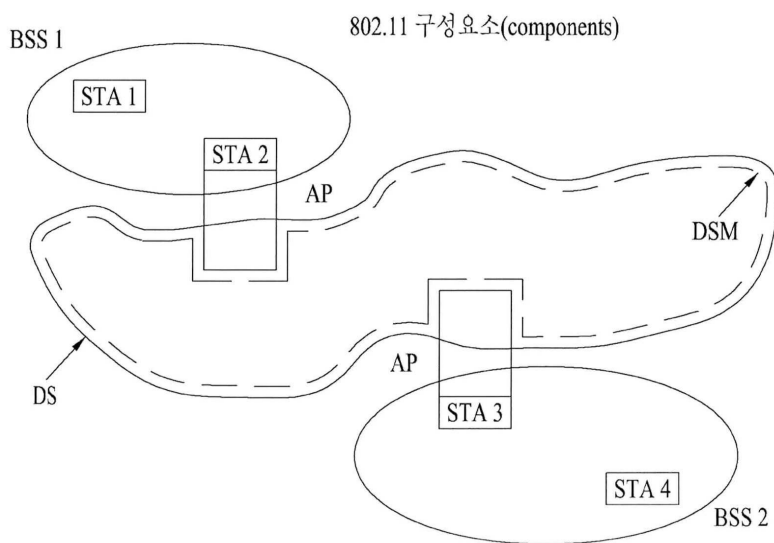 802.11 구성요소(components)
BSS 1
STA 1
STA 2
AP
DSM
AP
DS
STA 3
STA 4
BSS 2